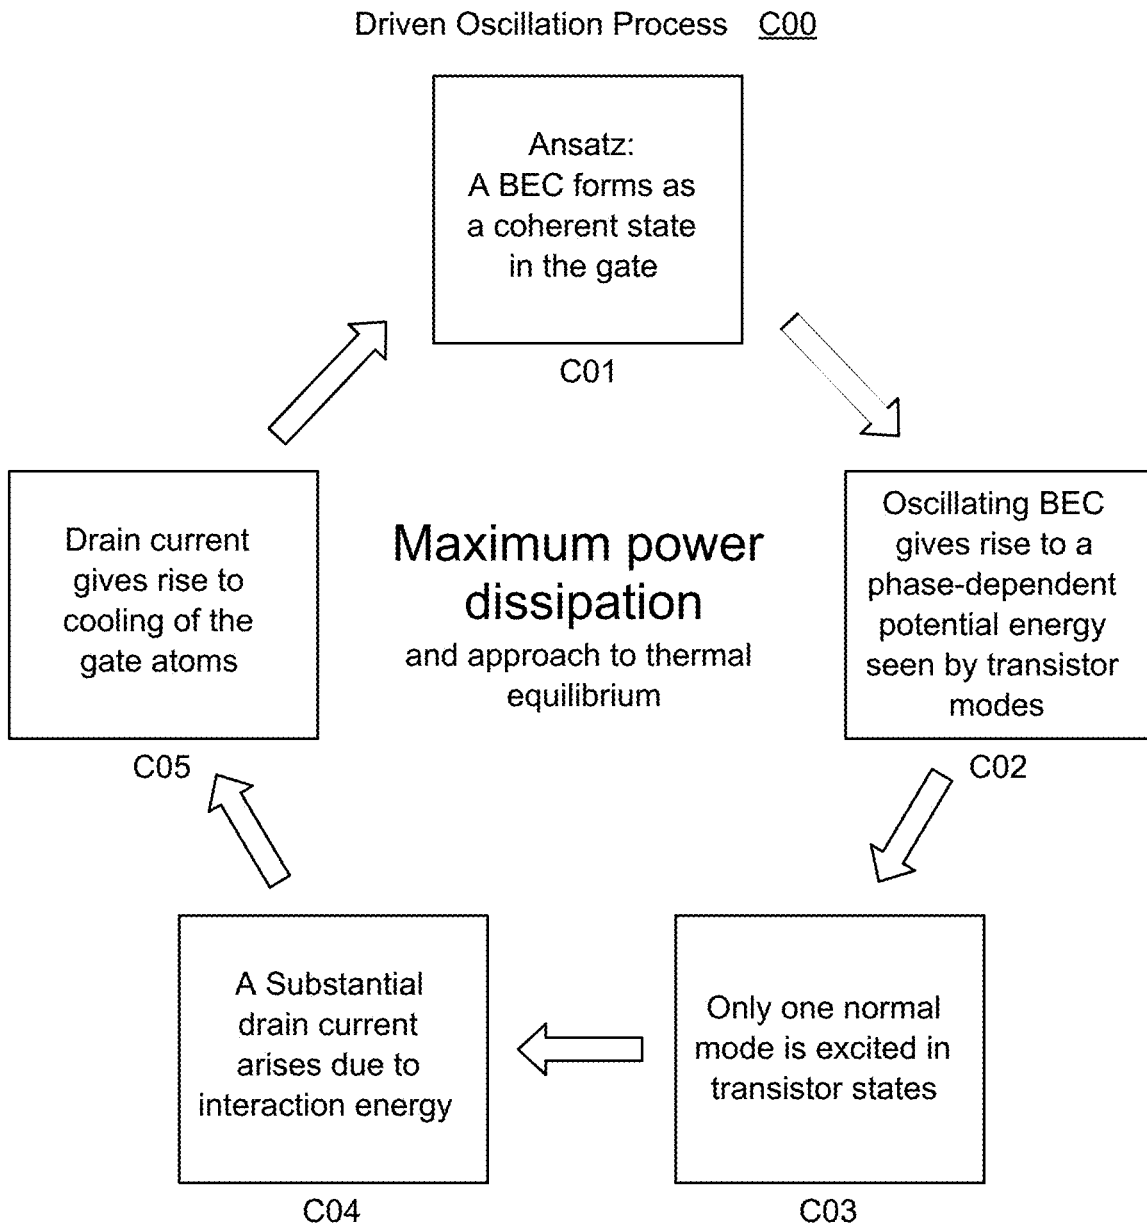 Driven Oscillation Process C00
Ansatz:
A BEC forms as
a coherent state
in the gate
C01
Oscillating BEC
gives rise to a
phase-dependent
potential energy
seen by transistor
modes
C02
Only one normal
mode is excited in
transistor states
C03
A Substantial
drain current
arises due to
interaction energy
C04
Drain current
gives rise to
cooling of the
gate atoms
C05
Maximum power
dissipation
and approach to thermal
equilibrium